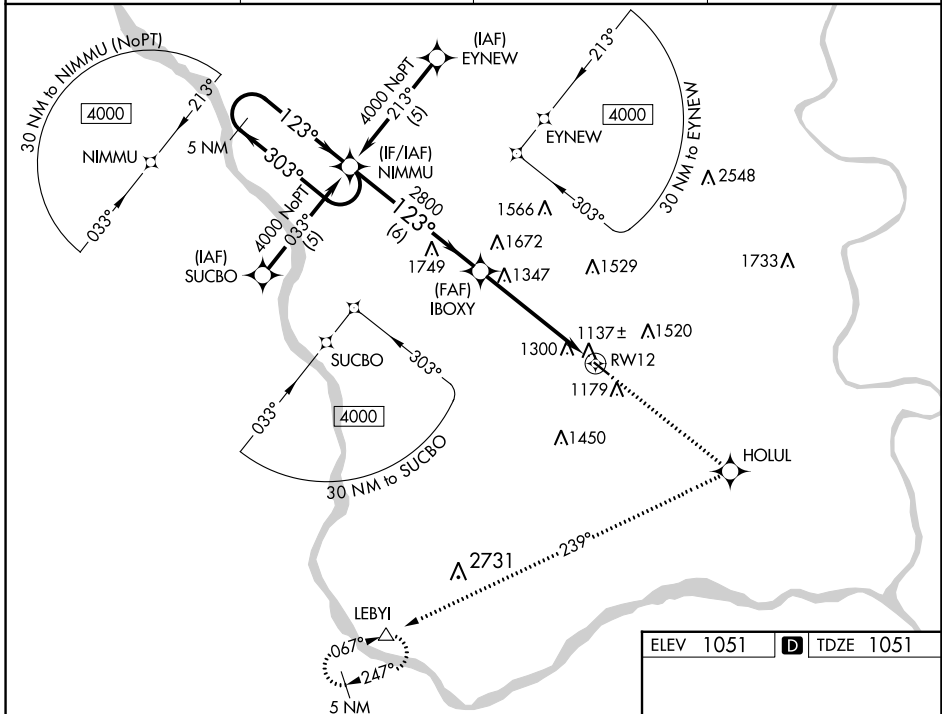 30 NM to NIMMU (NoPT)
4000
213°
NIMMU
033°
5 NM
123°
303°
(IAF)
EYNEW
4000 NoPT
213°
(5)
(IF/IAF)
NIMMU
4000 NoPT
033°
(5)
(IAF)
SUCBO
2800
123°
(6)
213°
EYNEW
4000
303°
30 NM to EYNEW
2548
1566
1672
1749
1347
1529
1733
(FAF)
IBOXY
1137±
1520
1300
RW12
1179
1450
SUCBO
303°
033°
4000
30 NM to SUCBO
HOLUL
239°
2731
LEBYI
067°
247°
5 NM
ELEV 1051 D TDZE 1051